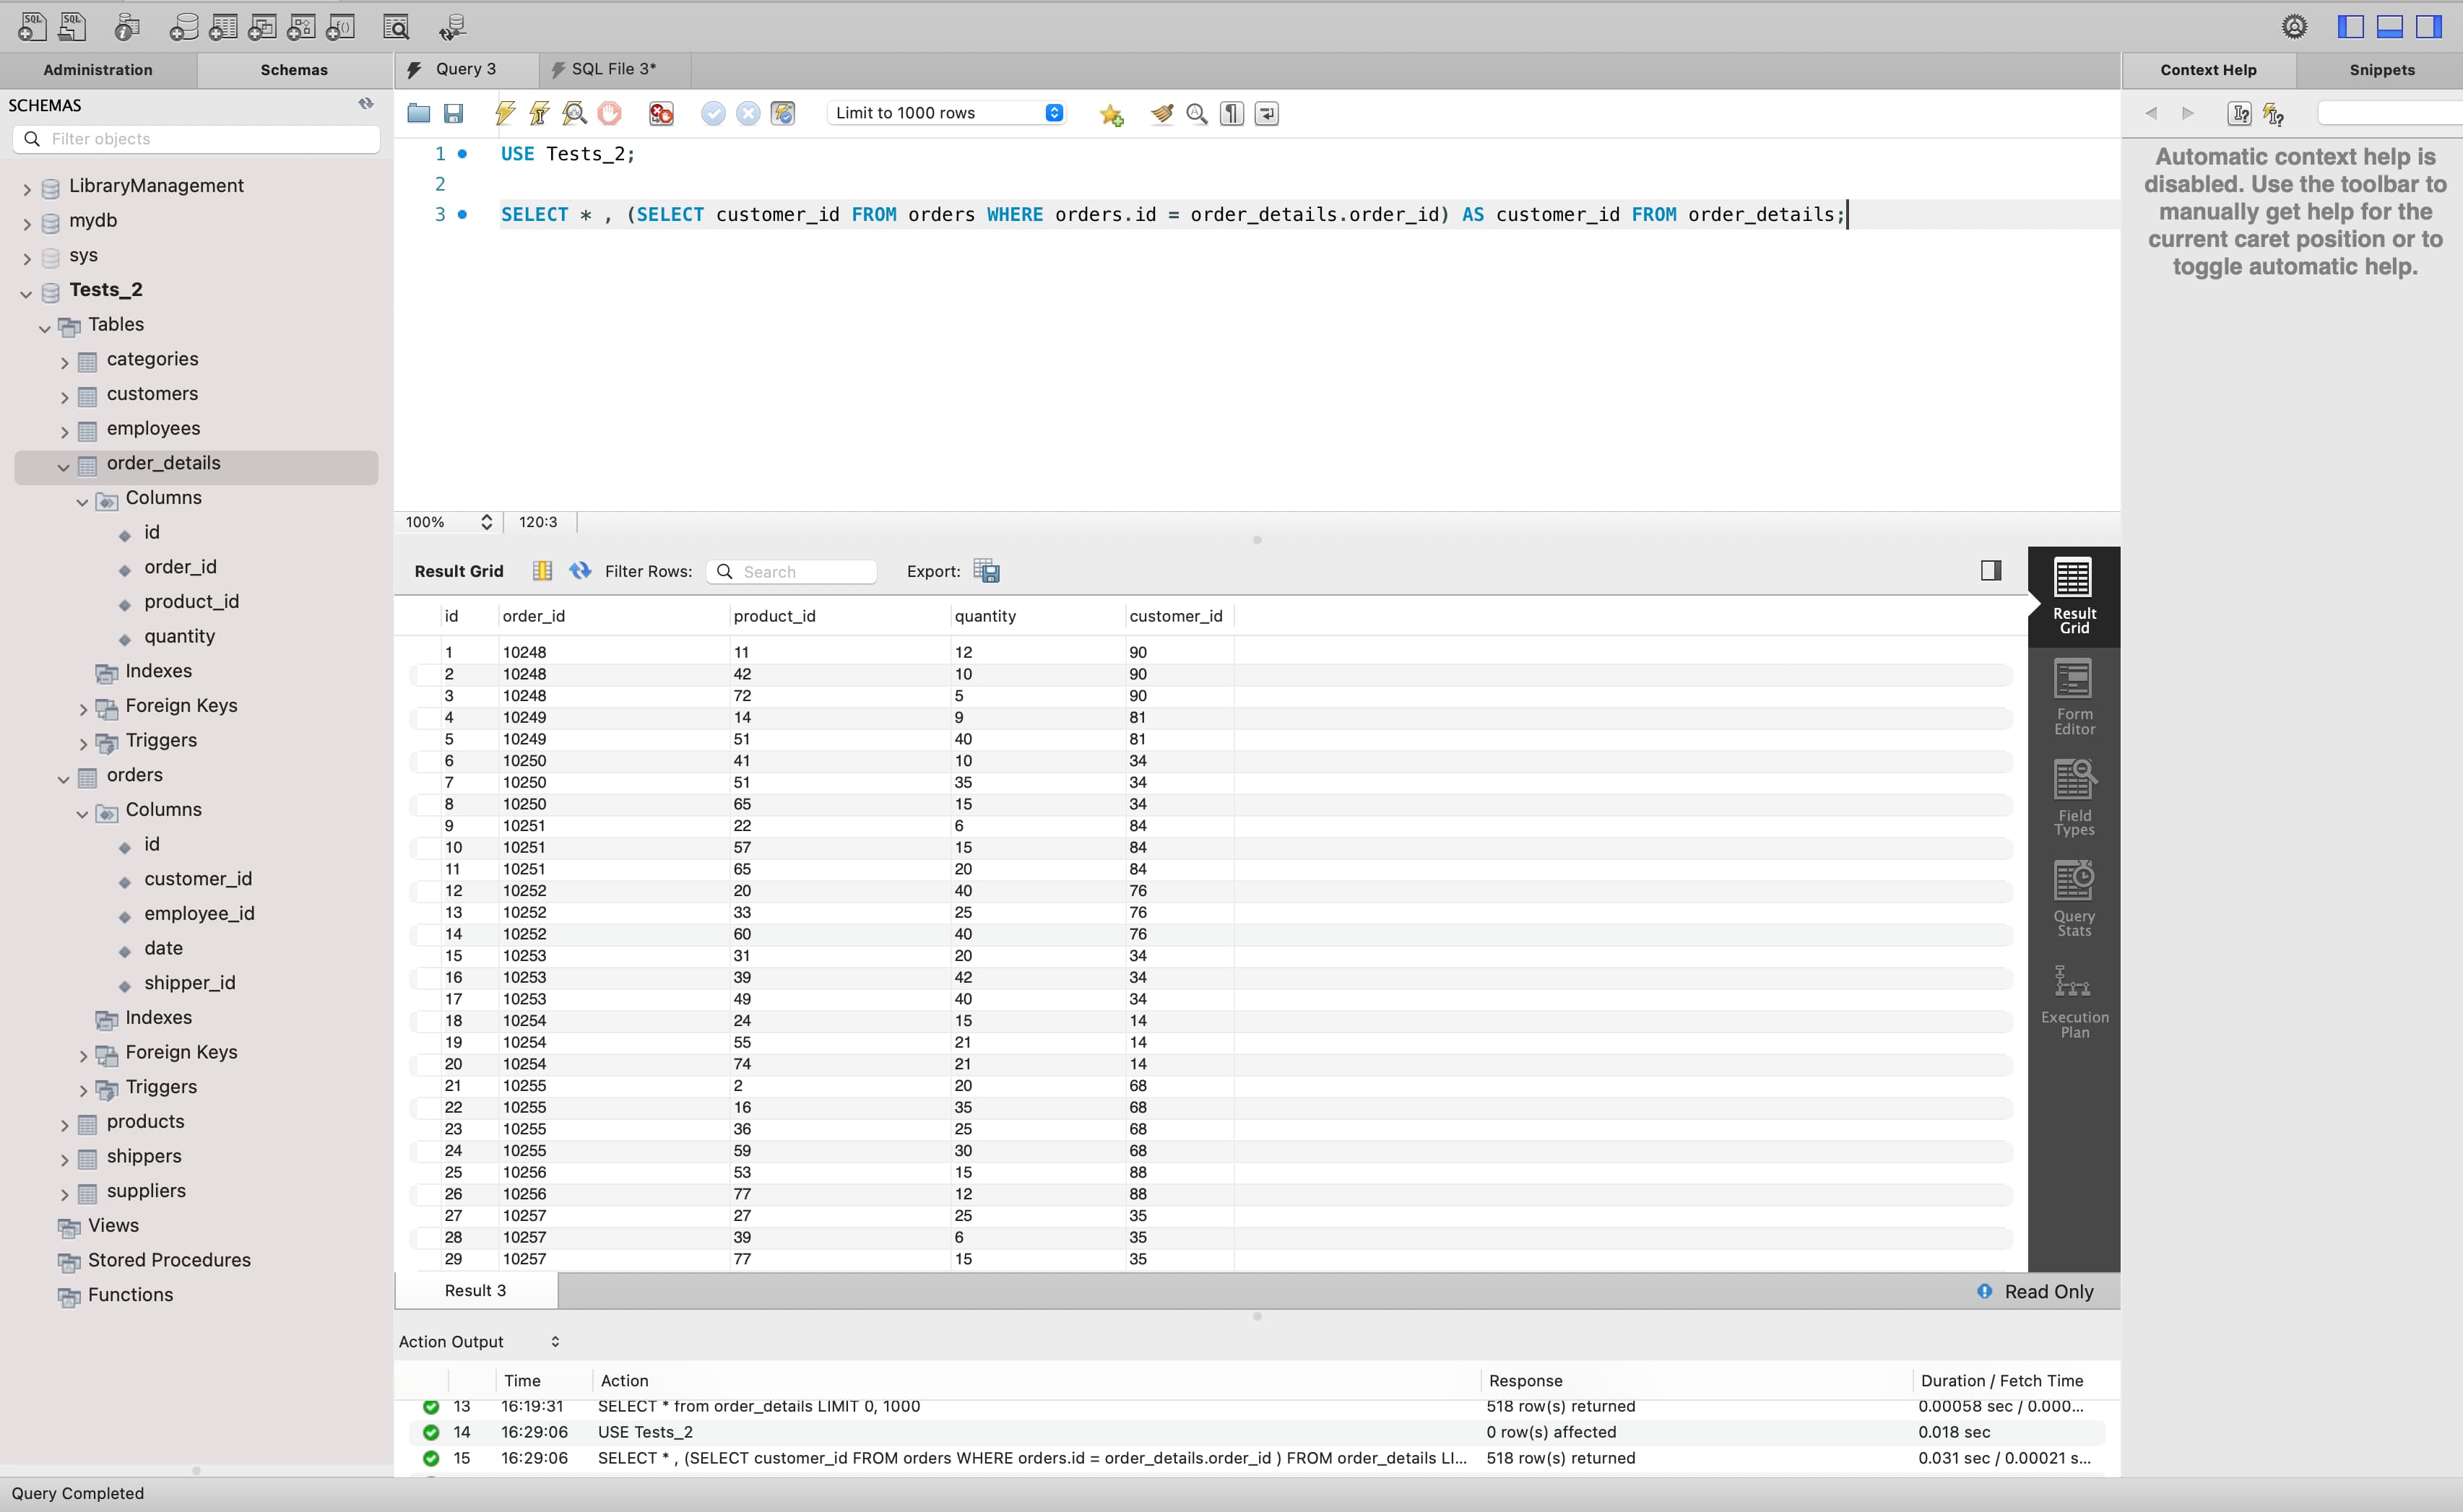 Administration Schemas
SCHEMAS
Filter objects
LibraryManagement
mydb
sys
Tests_2
Tables
categories
customers
employees
order_details
Columns
id
order_id
product_id
quantity
Indexes
Foreign Keys
Triggers
orders
Columns
id
customer_id
employee_id
date
shipper_id
Indexes
Foreign Keys
Triggers
products
shippers
suppliers
Views
Stored Procedures
Functions
Query 3 SQL File 3*
Limit to 1000 rows
1 USE Tests_2;
2
3 SELECT * , (SELECT customer_id FROM orders WHERE orders.id = order_details.order_id) AS customer_id FROM order_details;
100% 120:3
Result Grid Filter Rows: Search Export:
id order_id product_id quantity customer_id
1 10248 11 12 90
2 10248 42 10 90
3 10248 72 5 90
4 10249 14 9 81
5 10249 51 40 81
6 10250 41 10 34
7 10250 51 35 34
8 10250 65 15 34
9 10251 22 6 84
10 10251 57 15 84
11 10251 65 20 84
12 10252 20 40 76
13 10252 33 25 76
14 10252 60 40 76
15 10253 31 20 34
16 10253 39 42 34
17 10253 49 40 34
18 10254 24 15 14
19 10254 55 21 14
20 10254 74 21 14
21 10255 2 20 68
22 10255 16 35 68
23 10255 36 25 68
24 10255 59 30 68
25 10256 53 15 88
26 10256 77 12 88
27 10257 27 25 35
28 10257 39 6 35
29 10257 77 15 35
Result
Grid
Form
Editor
Field
Types
Query
Stats
Execution
Plan
Result 3 Read Only
Action Output
Time Action Response Duration / Fetch Time
13 16:19:31 SELECT * from order_details LIMIT 0, 1000 518 row(s) returned 0.00058 sec / 0.000...
14 16:29:06 USE Tests_2 0 row(s) affected 0.018 sec
15 16:29:06 SELECT * , (SELECT customer_id FROM orders WHERE orders.id = order_details.order_id ) FROM order_details LI... 518 row(s) returned 0.031 sec / 0.00021 s...
Query Completed
Context Help Snippets
Automatic context help is
disabled. Use the toolbar to
manually get help for the
current caret position or to
toggle automatic help.